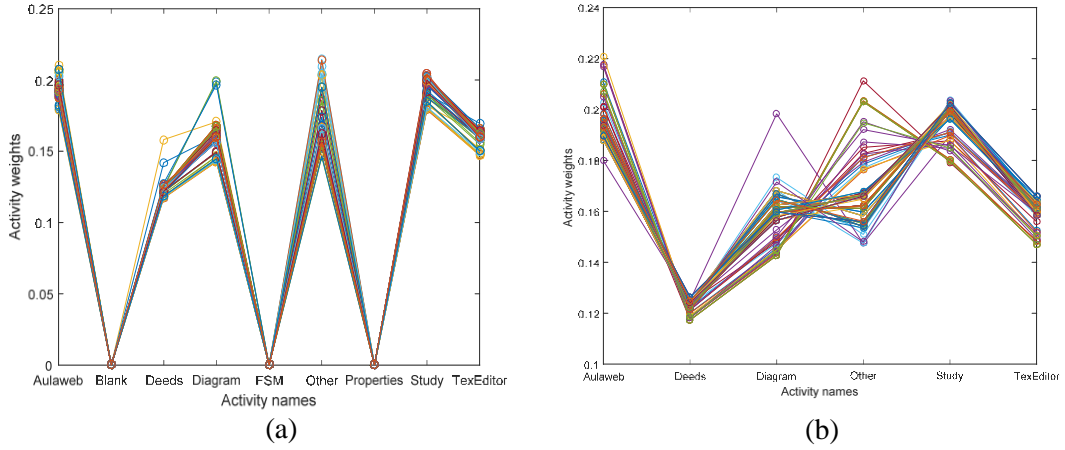 0.25
0.2
0.15
0.1
0.05
0
Activity weights
Aulaweb Blank Deeds Diagram FSM Other Properties Study TexEditor
Activity names
(a)
0.24
0.22
0.2
0.18
0.16
0.14
0.12
0.1
Activity weights
Aulaweb Deeds Diagram Other Study TexEditor
Activity names
(b)